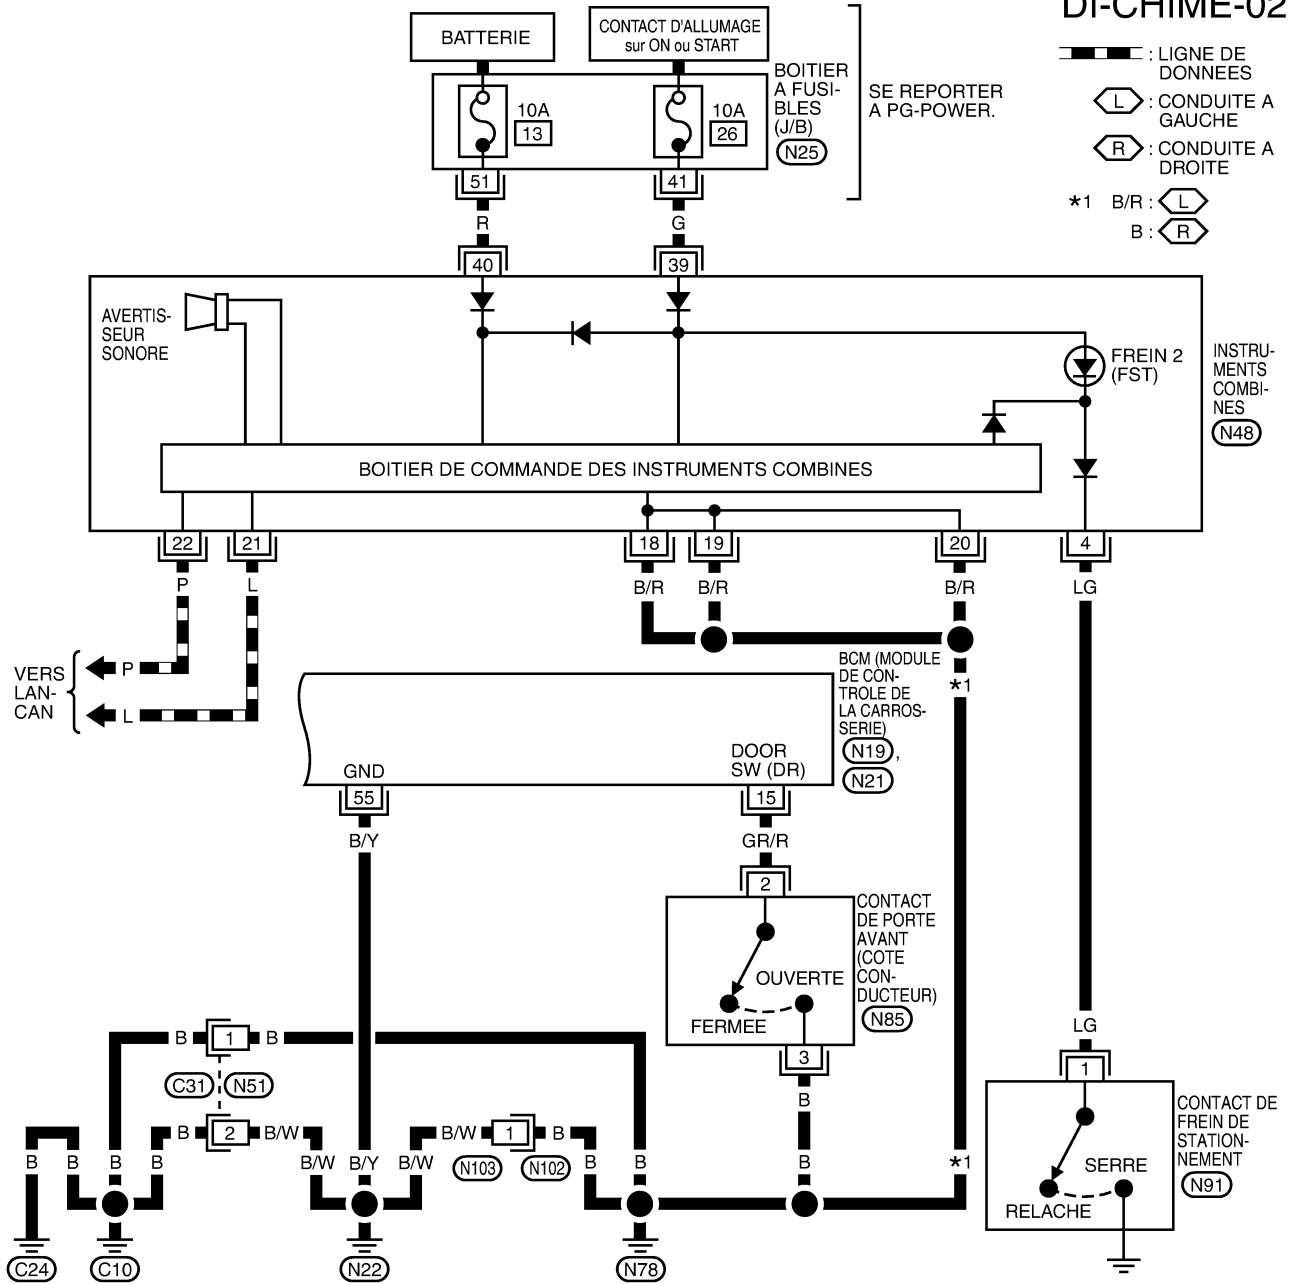 DI-CHIME-02
BATTERIE
CONTACT D'ALLUMAGE
sur ON ou START
BOITIER
A FUSI-
BLES
(J/B)
N25
SE REPORTER
A PG-POWER.
10A
13
10A
26
51
41
R
G
40
39
: LIGNE DE
DONNEES
L : CONDUITE A
GAUCHE
R : CONDUITE A
DROITE
*1 B/R : L
B : R
AVERTIS-
SEUR
SONORE
FREIN 2
(FST)
INSTRU-
MENTS
COMBI-
NES
N48
BOITIER DE COMMANDE DES INSTRUMENTS COMBINES
22
21
18
19
20
4
P
L
B/R
B/R
B/R
LG
VERS
LAN-
CAN
P
L
BCM (MODULE
DE CON-
TROLE DE
LA CARROS-
SERIE)
N19 ,
N21
*1
GND
DOOR
SW (DR)
55
15
B/Y
GR/R
2
CONTACT
DE PORTE
AVANT
(COTE
CON-
DUCTEUR)
N85
OUVERTE
FERMEE
3
B
LG
1
CONTACT DE
FREIN DE
STATION-
NEMENT
N91
SERRE
RELACHE
B
1
B
C31
N51
B
2
B/W
B/W
1
B
N103
N102
B
B
B
B
B/W
B/Y
B/W
B
B
B
*1
C24
C10
N22
N78